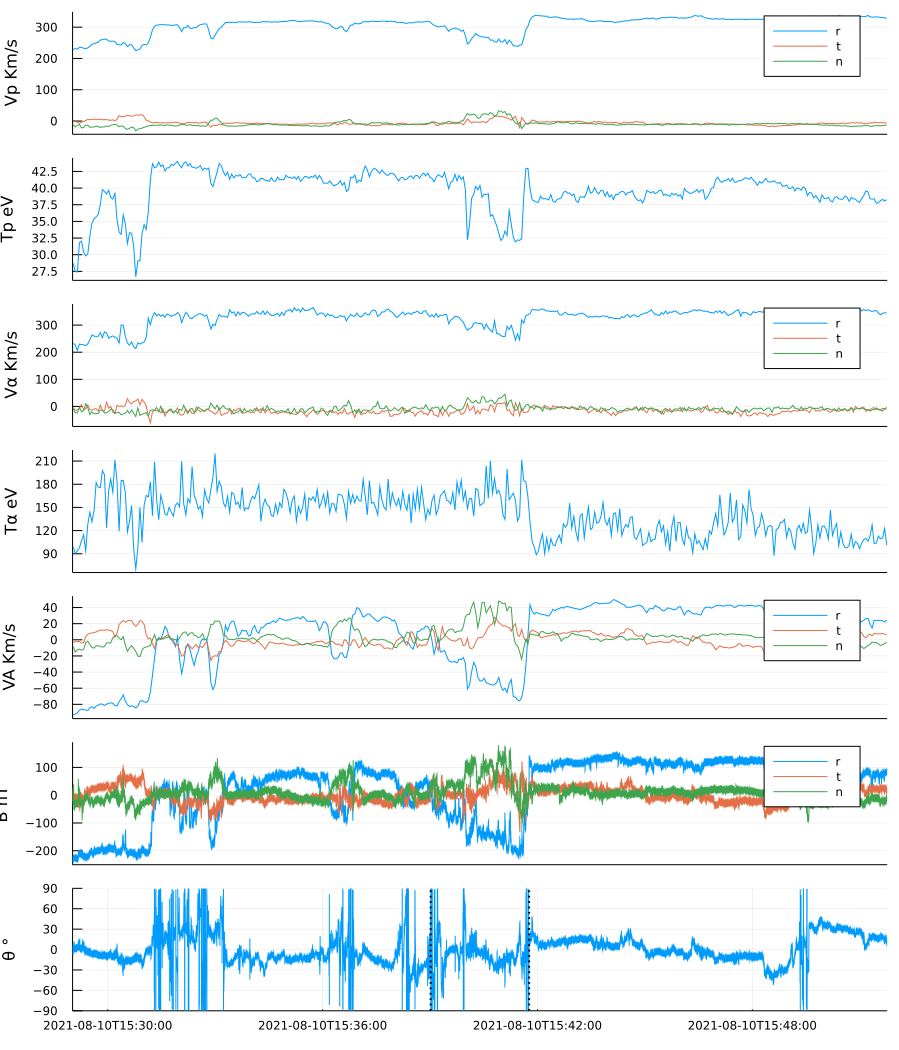 Vp Km/s
300
200
100
0
r
t
n
Tp eV
42.5
40.0
37.5
35.0
32.5
30.0
27.5
Vα Km/s
300
200
100
0
r
t
n
Tα eV
210
180
150
120
90
VA Km/s
40
20
0
−20
−40
−60
−80
r
t
n
100
0
−100
−200
r
t
n
θ °
90
60
30
0
−30
−60
−90
2021-08-10T15:30:00 2021-08-10T15:36:00 2021-08-10T15:42:00 2021-08-10T15:48:00